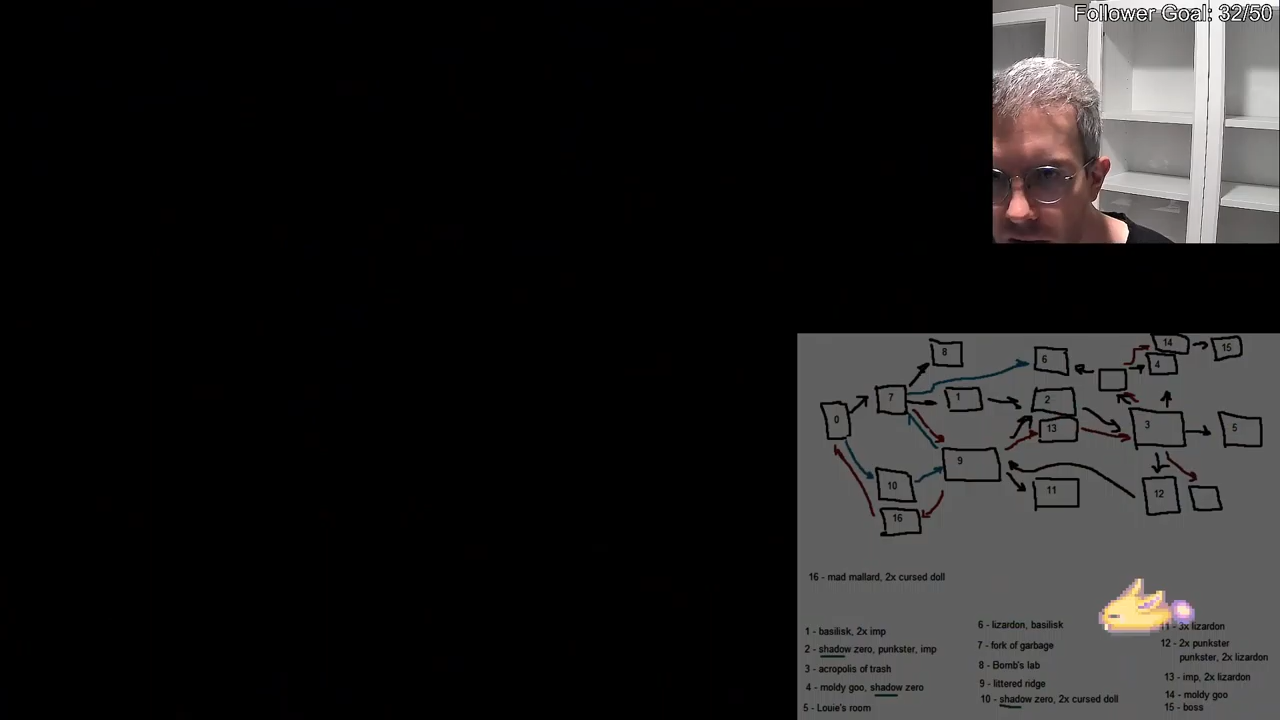 Follower Goal: 32/50
14
15
8
6
4
7
1
2
0
13
3
5
9
10
11
12
16
16 - mad mallard, 2x cursed doll
1 - basilisk, 2x imp
2 - shadow zero, punkster, imp
3 - acropolis of trash
4 - moldy goo, shadow zero
5 - Louie's room
6 - lizardon, basilisk
7 - fork of garbage
8 - Bomb's lab
9 - littered ridge
10 - shadow zero, 2x cursed doll
11 - 3x lizardon
12 - 2x punkster
punkster, 2x lizardon
13 - imp, 2x lizardon
14 - moldy goo
15 - boss